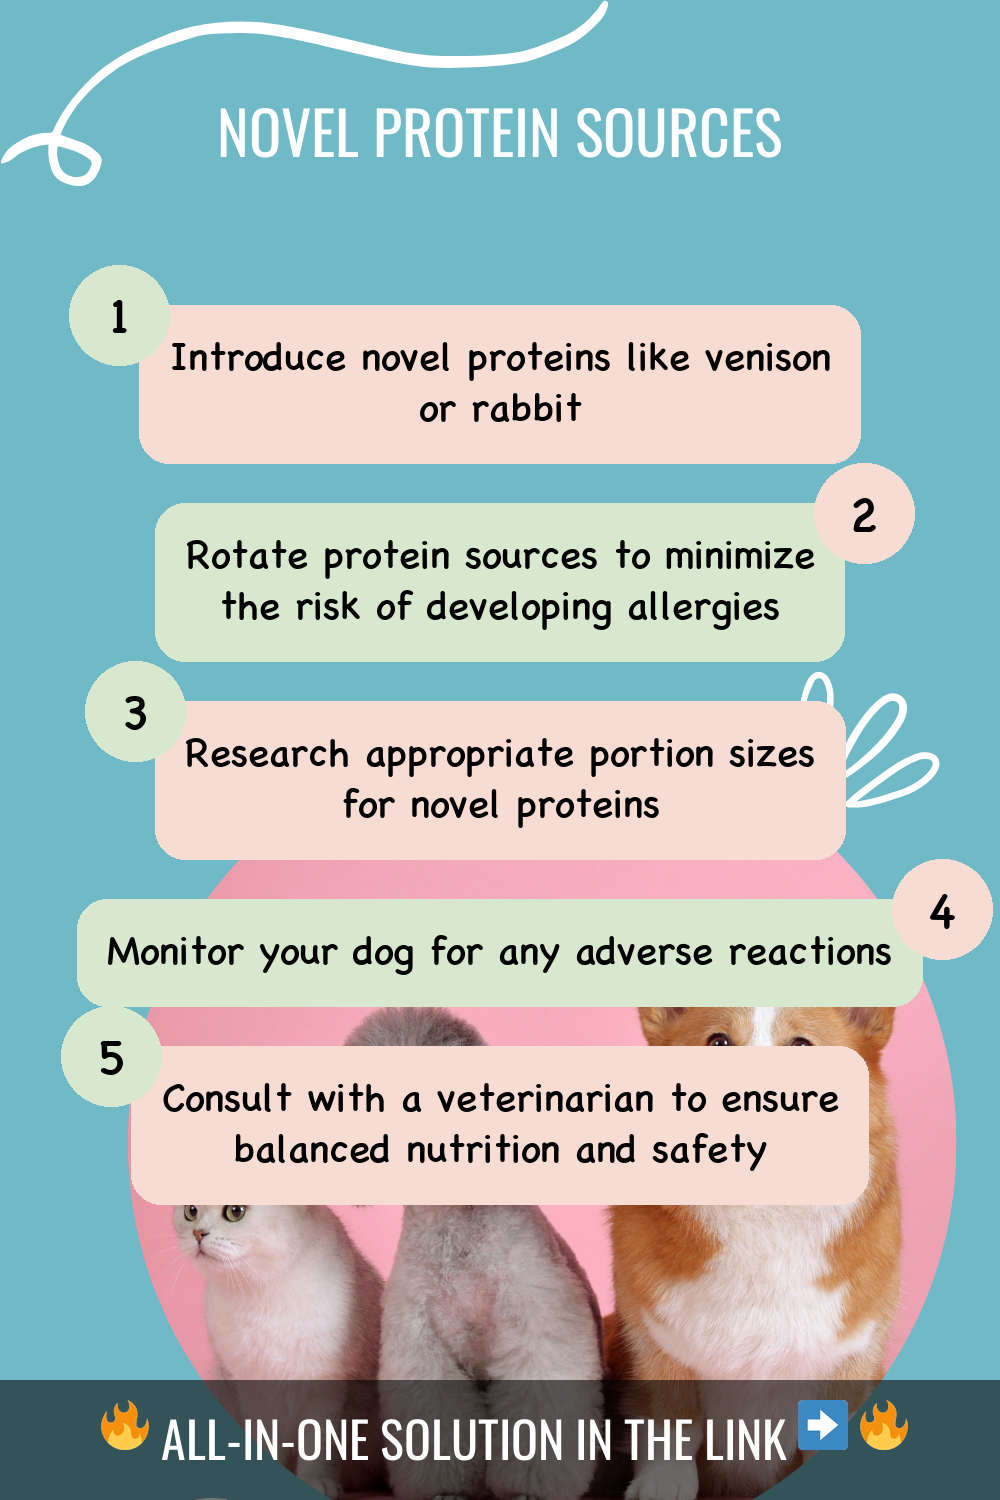 NOVEL PROTEIN SOURCES
1
Introduce novel proteins like venison
or rabbit
2
Rotate protein sources to minimize
the risk of developing allergies
3
Research appropriate portion sizes
for novel proteins
4
Monitor your dog for any adverse reactions
5
Consult with a veterinarian to ensure
balanced nutrition and safety
🔥 ALL-IN-ONE SOLUTION IN THE LINK ➡️ 🔥